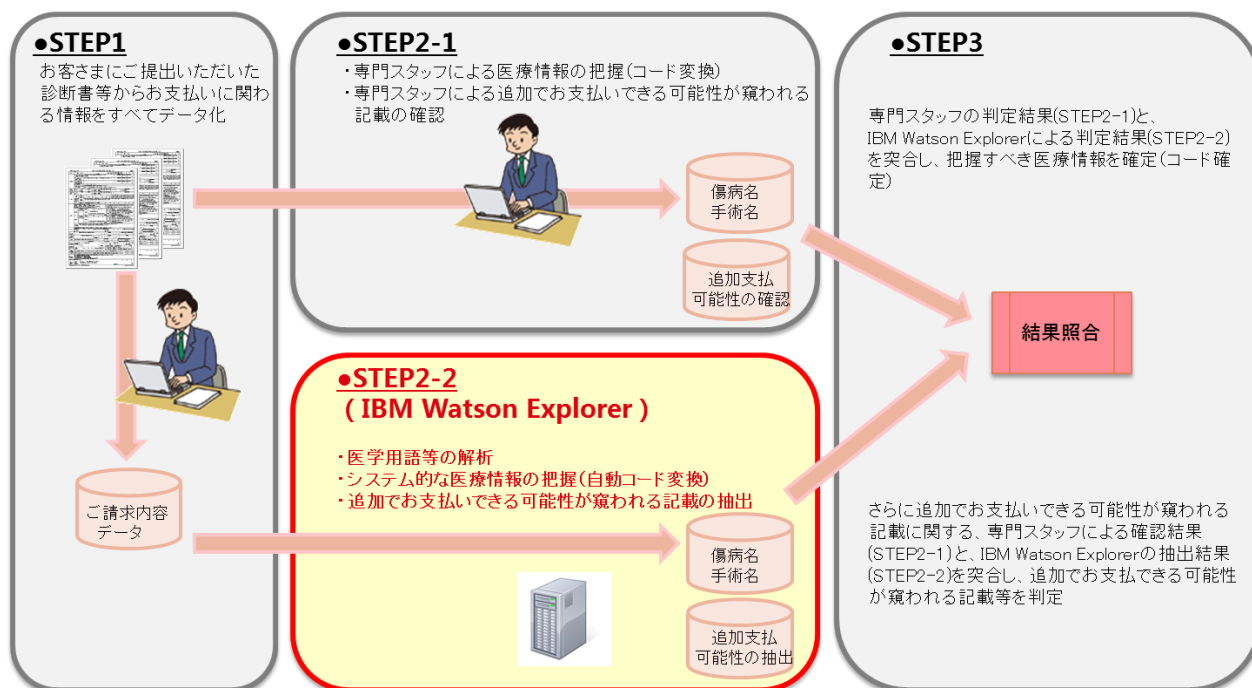 ●STEP1
お客さまにご提出いただいた
診断書等からお支払いに関わ
る情報をすべてデータ化
ご請求内容
データ
●STEP2-1
・専門スタッフによる医療情報の把握(コード変換)
・専門スタッフによる追加でお支払いできる可能性が窺われる
記載の確認
傷病名
手術名
追加支払
可能性の確認
●STEP2-2
(IBM Watson Explorer)
・医学用語等の解析
・システム的な医療情報の把握(自動コード変換)
・追加でお支払いできる可能性が窺われる記載の抽出
傷病名
手術名
追加支払
可能性の抽出
●STEP3
専門スタッフの判定結果(STEP2-1)と、
IBM Watson Explorerによる判定結果(STEP2-2)
を突合し、把握すべき医療情報を確定(コード確
定)
結果照合
さらに追加でお支払いできる可能性が窺われる
記載に関する、専門スタッフによる確認結果
(STEP2-1)と、IBM Watson Explorerの抽出結果
(STEP2-2)を突合し、追加でお支払できる可能性
が窺われる記載等を判定